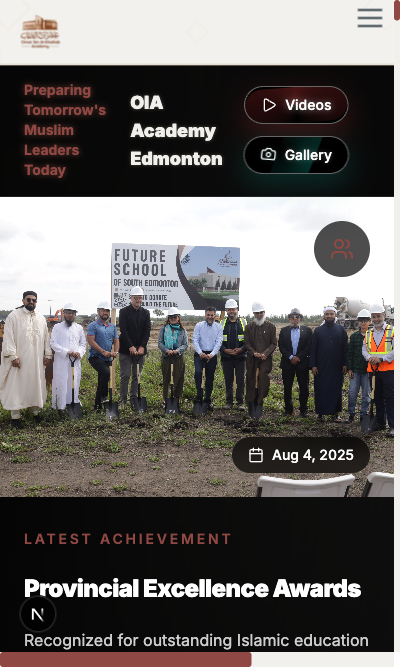 Preparing
Tomorrow's
Muslim
Leaders
Today
OIA
Academy
Edmonton
Videos
Gallery
FUTURE
SCHOOL
OF SOUTH EDMONTON
Aug 4, 2025
LATEST ACHIEVEMENT
Provincial Excellence Awards
N
Recognized for outstanding Islamic education